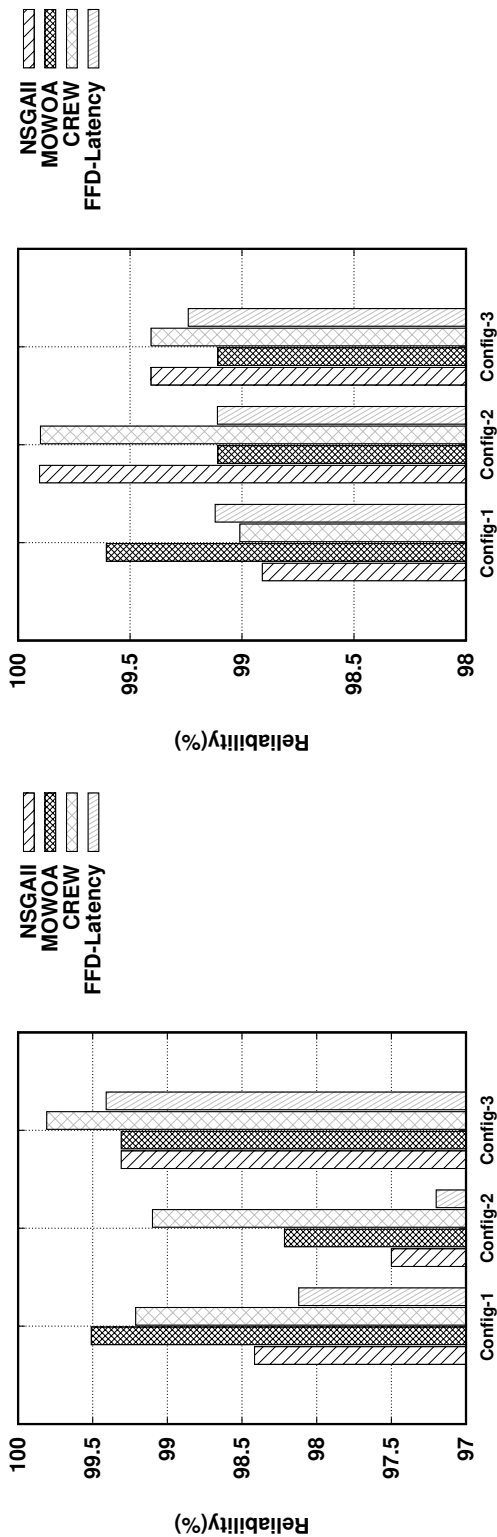 Reliability(%)
100
99.5
99
98.5
98
97.5
97
Config-1
Config-2
Config-3
NSGAII
MOWOA
CREW
FFD-Latency
Reliability(%)
100
99.5
99
98.5
98
Config-1
Config-2
Config-3
NSGAII
MOWOA
CREW
FFD-Latency